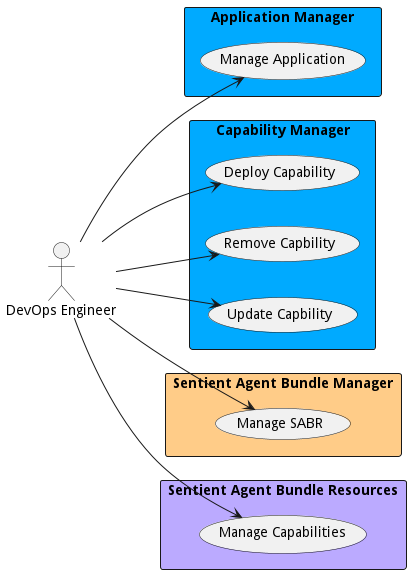 Application Manager
Manage Application
Capability Manager
Deploy Capability
Remove Capbility
Update Capbility
DevOps Engineer
Sentient Agent Bundle Manager
Manage SABR
Sentient Agent Bundle Resources
Manage Capabilities